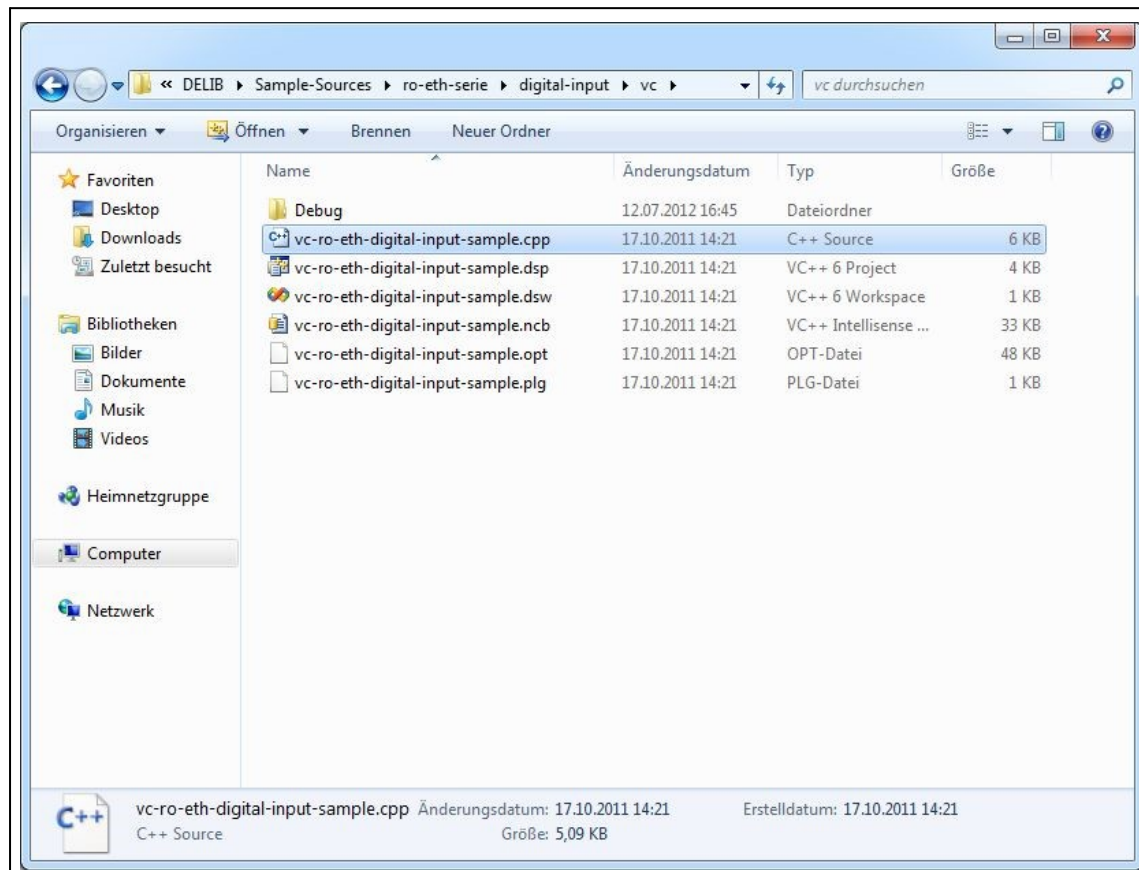 « DELIB ▸ Sample-Sources ▸ ro-eth-serie ▸ digital-input ▸ vc ▸
vc durchsuchen
Organisieren Öffnen Brennen Neuer Ordner
Favoriten
Desktop
Downloads
Zuletzt besucht
Bibliotheken
Bilder
Dokumente
Musik
Videos
Heimnetzgruppe
Computer
Netzwerk
Name Änderungsdatum Typ Größe
Debug 12.07.2012 16:45 Dateiordner
vc-ro-eth-digital-input-sample.cpp 17.10.2011 14:21 C++ Source 6 KB
vc-ro-eth-digital-input-sample.dsp 17.10.2011 14:21 VC++ 6 Project 4 KB
vc-ro-eth-digital-input-sample.dsw 17.10.2011 14:21 VC++ 6 Workspace 1 KB
vc-ro-eth-digital-input-sample.ncb 17.10.2011 14:21 VC++ Intellisense ... 33 KB
vc-ro-eth-digital-input-sample.opt 17.10.2011 14:21 OPT-Datei 48 KB
vc-ro-eth-digital-input-sample.plg 17.10.2011 14:21 PLG-Datei 1 KB
C++
vc-ro-eth-digital-input-sample.cpp Änderungsdatum: 17.10.2011 14:21 Erstelldatum: 17.10.2011 14:21
C++ Source Größe: 5,09 KB